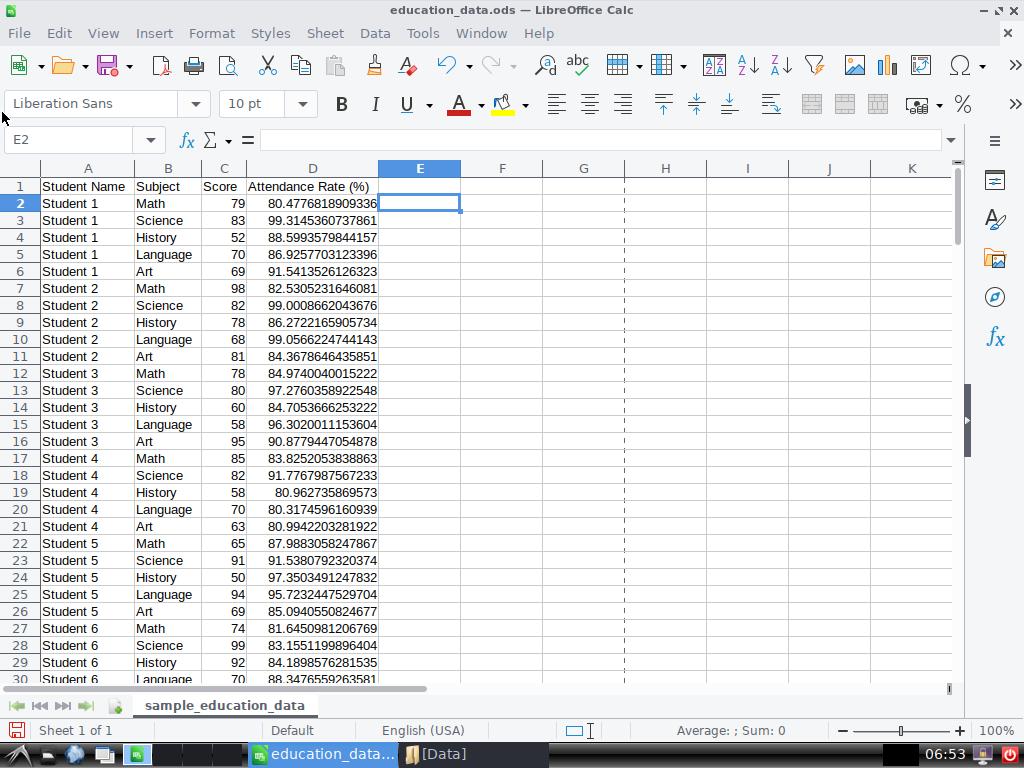 education_data.ods — LibreOffice Calc
File Edit View Insert Format Styles Sheet Data Tools Window Help
Liberation Sans 10 pt
E2
A B C D E F G H I J K
1 Student Name Subject Score Attendance Rate (%)
2 Student 1 Math 79 80.4776818909336
3 Student 1 Science 83 99.3145360737861
4 Student 1 History 52 88.5993579844157
5 Student 1 Language 70 86.9257703123396
6 Student 1 Art 69 91.5413526126323
7 Student 2 Math 98 82.5305231646081
8 Student 2 Science 82 99.0008662043676
9 Student 2 History 78 86.2722165905734
10 Student 2 Language 68 99.0566224744143
11 Student 2 Art 81 84.3678646435851
12 Student 3 Math 78 84.9740040015222
13 Student 3 Science 80 97.2760358922548
14 Student 3 History 60 84.7053666253222
15 Student 3 Language 58 96.3020011153604
16 Student 3 Art 95 90.8779447054878
17 Student 4 Math 85 83.8252053838863
18 Student 4 Science 82 91.7767987567233
19 Student 4 History 58 80.962735869573
20 Student 4 Language 70 80.3174596160939
21 Student 4 Art 63 80.9942203281922
22 Student 5 Math 65 87.9883058247867
23 Student 5 Science 91 91.5380792320374
24 Student 5 History 50 97.3503491247832
25 Student 5 Language 94 95.7232447529704
26 Student 5 Art 69 85.0940550824677
27 Student 6 Math 74 81.6450981206769
28 Student 6 Science 99 83.1551199896404
29 Student 6 History 92 84.1898576281535
30 Student 6 Language 70 88.3476559263581
sample_education_data
Sheet 1 of 1 Default English (USA) Average: ; Sum: 0 100%
education_data... [Data] 06:53